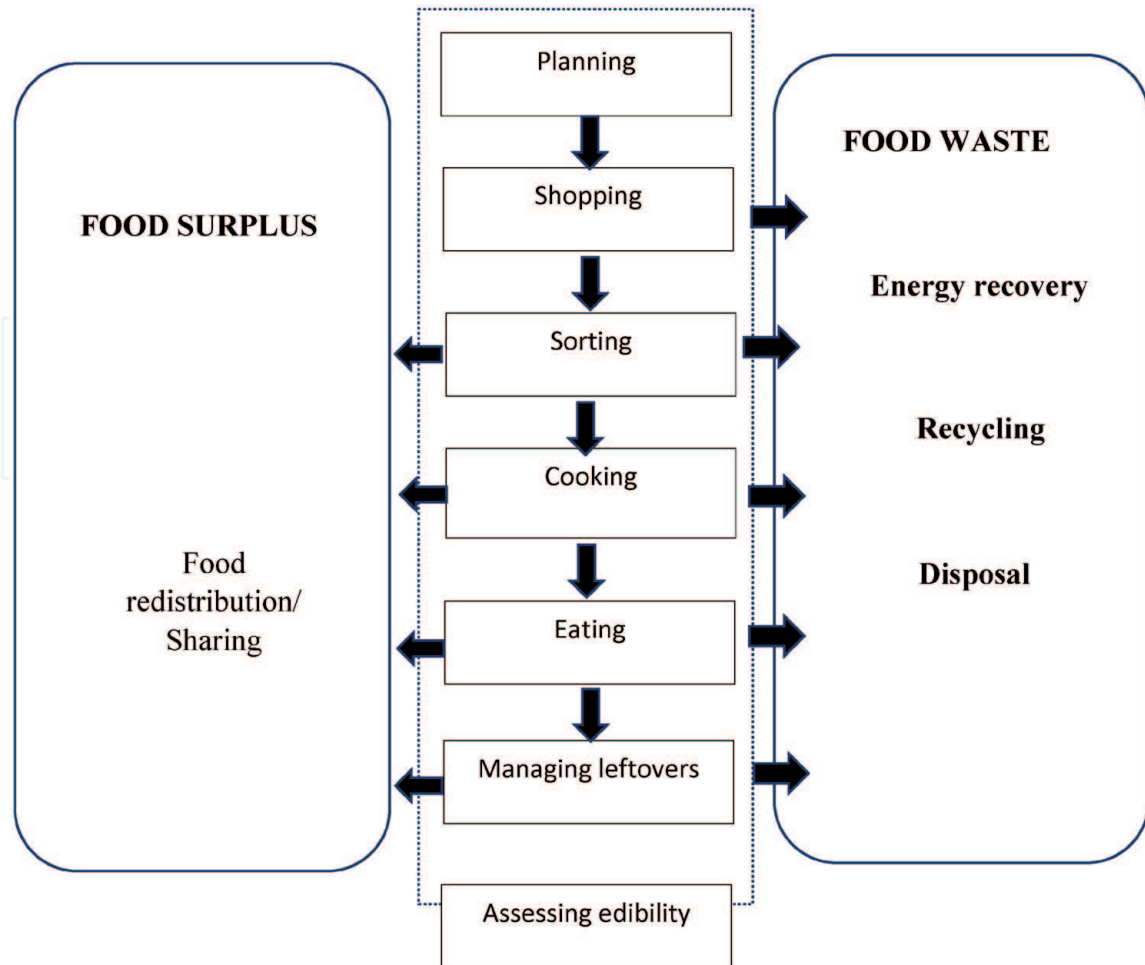 FOOD SURPLUS
Food
redistribution/
Sharing
Planning
Shopping
Sorting
Cooking
Eating
Managing leftovers
Assessing edibility
FOOD WASTE
Energy recovery
Recycling
Disposal